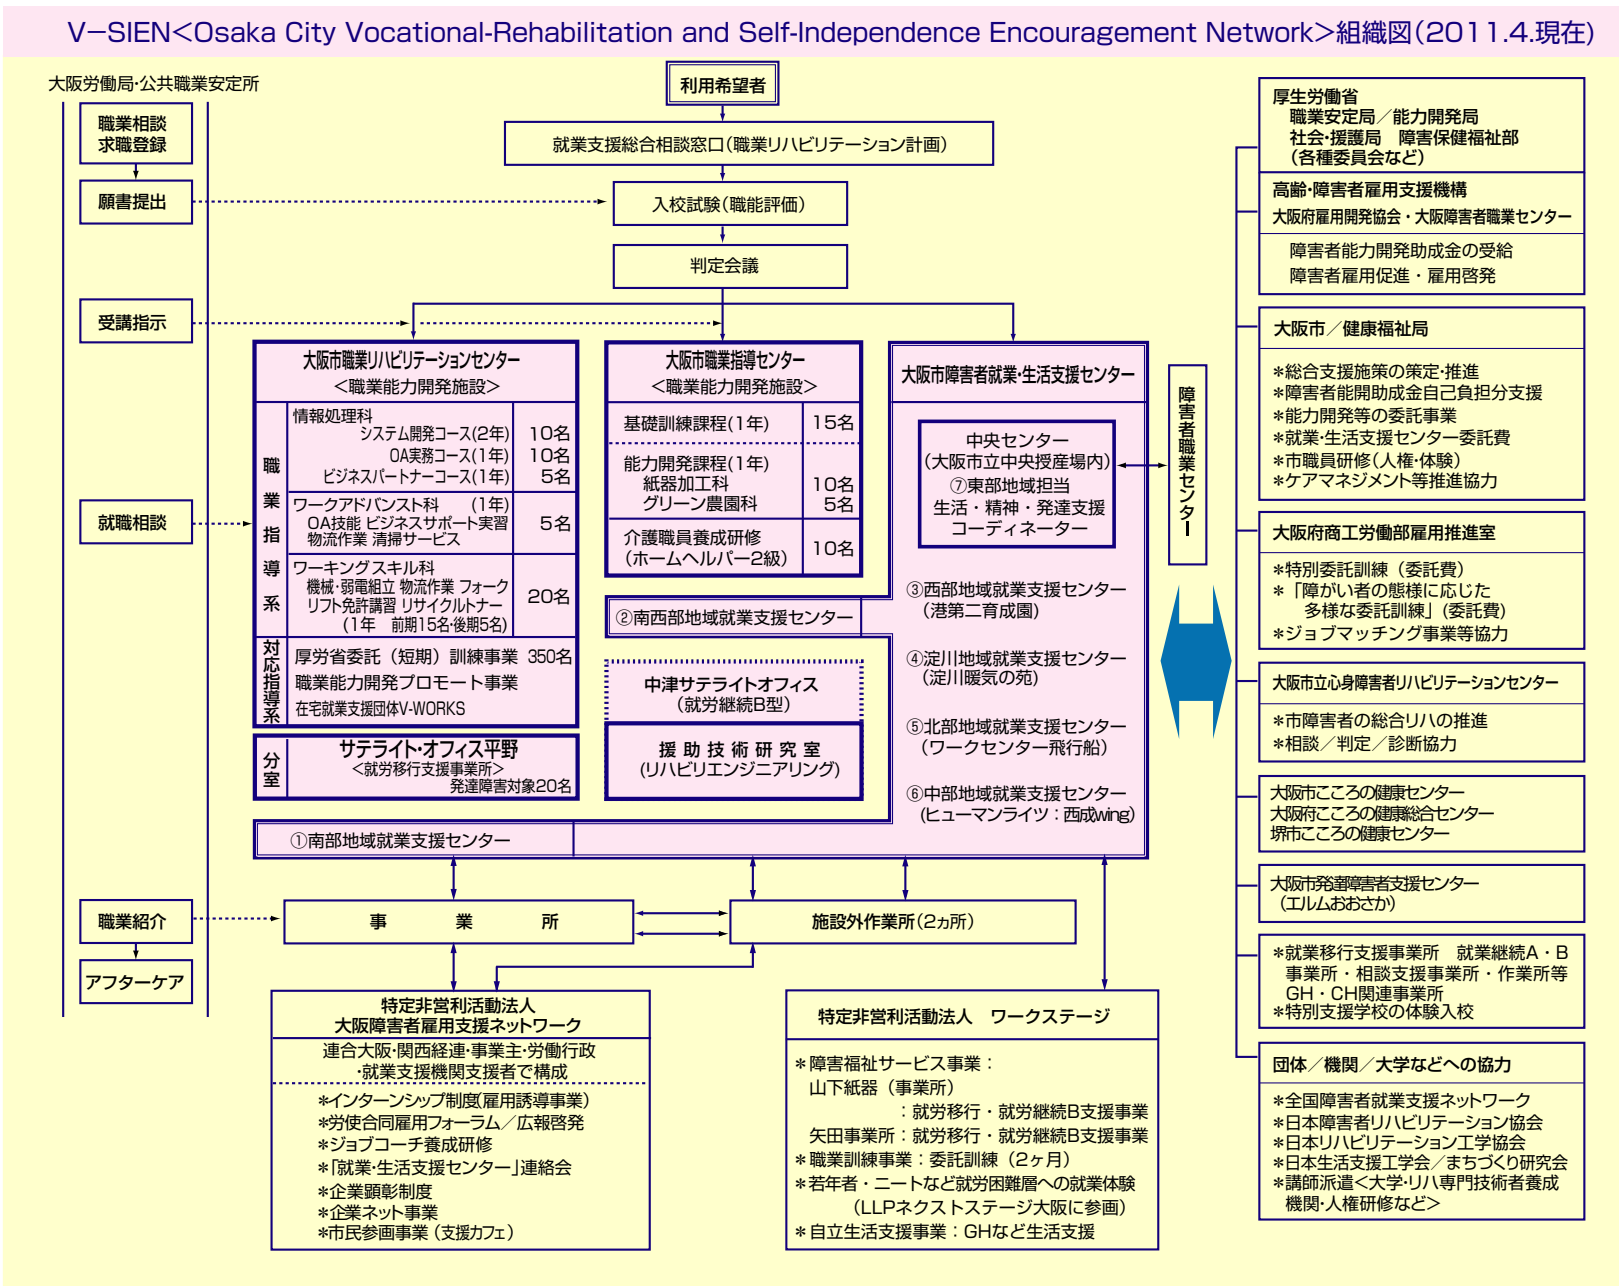 V−SIEN<Osaka City Vocational-Rehabilitation and Self-Independence Encouragement Network>組織図(2011.4.現在)
大阪労働局・公共職業安定所
職業相談
求職登録
願書提出
受講指示
就職相談
職業紹介
アフターケア
利用希望者
就業支援総合相談窓口(職業リハビリテーション計画)
入校試験(職能評価)
判定会議
大阪市職業リハビリテーションセンター
<職業能力開発施設>
職業指導系
情報処理科
システム開発コース(2年) 10名
OA実務コース(1年) 10名
ビジネスパートナーコース(1年) 5名
ワークアドバンスト科 (1年)
OA技能 ビジネスサポート実習
物流作業 清掃サービス
5名
ワーキングスキル科
機械・弱電組立 物流作業 フォーク
リフト免許講習 リサイクルトナー
(1年 前期15名・後期5名)
20名
対応指導系
厚労省委託(短期)訓練事業 350名
職業能力開発プロモート事業
在宅就業支援団体V-WORKS
分室
サテライト・オフィス平野
<就労移行支援事業所>
発達障害対象20名
大阪市職業指導センター
<職業能力開発施設>
基礎訓練課程(1年) 15名
能力開発課程(1年)
紙器加工科 10名
グリーン農園科 5名
介護職員養成研修
(ホームヘルパー2級)
10名
②南西部地域就業支援センター
中津サテライトオフィス
(就労継続B型)
援助技術研究室
(リハビリエンジニアリング)
①南部地域就業支援センター
大阪市障害者就業・生活支援センター
中央センター
(大阪市立中央授産場内)
⑦東部地域担当
生活・精神・発達支援
コーディネーター
③西部地域就業支援センター
(港第二育成園)
④淀川地域就業支援センター
(淀川暖気の苑)
⑤北部地域就業支援センター
(ワークセンター飛行船)
⑥中部地域就業支援センター
(ヒューマンライツ：西成wing)
障害者職業センター
事業所
施設外作業所(2ヵ所)
特定非営利活動法人
大阪障害者雇用支援ネットワーク
連合大阪・関西経連・事業主・労働行政
・就業支援機関支援者で構成
＊インターンシップ制度(雇用誘導事業)
＊労使合同雇用フォーラム／広報啓発
＊ジョブコーチ養成研修
＊｢就業・生活支援センター｣連絡会
＊企業顕彰制度
＊企業ネット事業
＊市民参画事業(支援カフェ)
特定非営利活動法人 ワークステージ
＊障害福祉サービス事業：
山下紙器(事業所)
：就労移行・就労継続B支援事業
矢田事業所：就労移行・就労継続B支援事業
＊職業訓練事業：委託訓練(2ヶ月)
＊若年者・ニートなど就労困難層への就業体験
(LLPネクストステージ大阪に参画)
＊自立生活支援事業：GHなど生活支援
厚生労働省
職業安定局／能力開発局
社会・援護局 障害保健福祉部
(各種委員会など)
高齢・障害者雇用支援機構
大阪府雇用開発協会・大阪障害者職業センター
障害者能力開発助成金の受給
障害者雇用促進・雇用啓発
大阪市／健康福祉局
＊総合支援施策の策定・推進
＊障害者能開助成金自己負担分支援
＊能力開発等の委託事業
＊就業・生活支援センター委託費
＊市職員研修(人権・体験)
＊ケアマネジメント等推進協力
大阪府商工労働部雇用推進室
＊特別委託訓練(委託費)
＊「障がい者の態様に応じた
多様な委託訓練」(委託費)
＊ジョブマッチング事業等協力
大阪市立心身障害者リハビリテーションセンター
＊市障害者の総合リハの推進
＊相談／判定／診断協力
大阪市こころの健康センター
大阪府こころの健康総合センター
堺市こころの健康センター
大阪市発達障害者支援センター
(エルムおおさか)
＊就業移行支援事業所 就業継続A・B
事業所・相談支援事業所・作業所等
GH・CH関連事業所
＊特別支援学校の体験入校
団体／機関／大学などへの協力
＊全国障害者就業支援ネットワーク
＊日本障害者リハビリテーション協会
＊日本リハビリテーション工学協会
＊日本生活支援工学会／まちづくり研究会
＊講師派遣<大学・リハ専門技術者養成
機関・人権研修など>